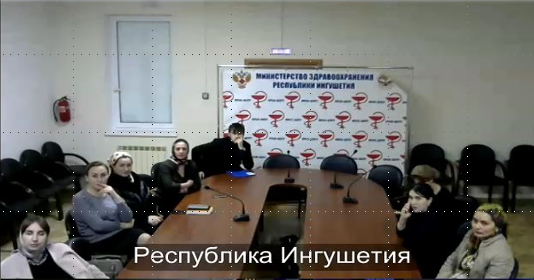 МИНИСТЕРСТВО ЗДРАВООХРАНЕНИЯ
РЕСПУБЛИКИ ИНГУШЕТИЯ
Республика Ингушетия